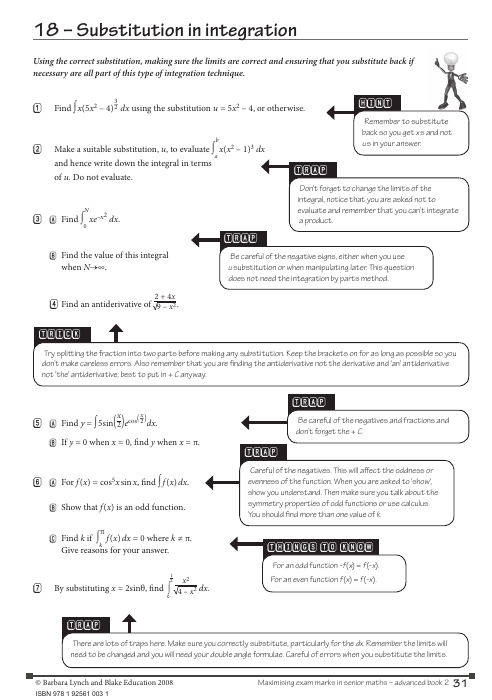 18 – Substitution in integration
Using the correct substitution, making sure the limits are correct and ensuring that you substitute back if
necessary are all part of this type of integration technique.
1 Find ∫x(5x² – 4)^(3/2) dx using the substitution u = 5x² – 4, or otherwise.
HINT
Remember to substitute
back so you get xs and not
us in your answer.
2 Make a suitable substitution, u, to evaluate ∫_a^b x(x² – 1)³ dx
and hence write down the integral in terms
of u. Do not evaluate.
TRAP
Don't forget to change the limits of the
integral, notice that you are asked not to
evaluate and remember that you can't integrate
a product.
3 A Find ∫_0^N xe^(–x²) dx.
B Find the value of this integral
when N→∞.
TRAP
Be careful of the negative signs, either when you use
u substitution or when manipulating later. This question
does not need the integration by parts method.
4 Find an antiderivative of (2 + 4x)/√(9 – x²).
TRICK
Try splitting the fraction into two parts before making any substitution. Keep the brackets on for as long as possible so you
don't make careless errors. Also remember that you are finding the antiderivative not the derivative and 'an' antiderivative
not 'the' antiderivative; best to put in + C anyway.
5 A Find y = ∫5sin(x/2)e^(cos(x/2)) dx.
B If y = 0 when x = 0, find y when x = π.
TRAP
Be careful of the negatives and fractions and
don't forget the + C.
6 A For f(x) = cos³x sin x, find ∫f(x) dx.
B Show that f(x) is an odd function.
C Find k if ∫_k^π f(x) dx = 0 where k ≠ π.
Give reasons for your answer.
TRAP
Careful of the negatives. This will affect the oddness or
evenness of the function. When you are asked to 'show',
show you understand. Then make sure you talk about the
symmetry properties of odd functions or use calculus.
You should find more than one value of k.
THINGS TO KNOW
For an odd function -f(x) = f(-x).
For an even function f(x) = f(-x).
7 By substituting x = 2sinθ, find ∫ x²/√(4 – x²) dx.
TRAP
There are lots of traps here. Make sure you correctly substitute, particularly for the dx. Remember the limits will
need to be changed and you will need your double angle formulae. Careful of errors when you substitute the limits.
© Barbara Lynch and Blake Education 2008
Maximising exam marks in senior maths – advanced book 2 31
ISBN 978 1 92561 003 1